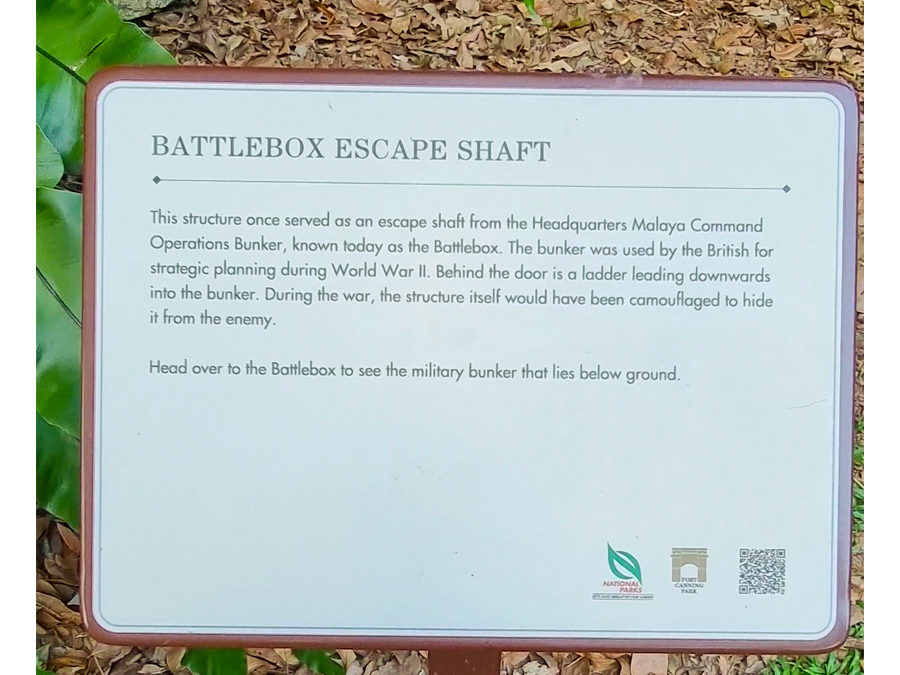 BATTLEBOX ESCAPE SHAFT
This structure once served as an escape shaft from the Headquarters Malaya Command
Operations Bunker, known today as the Battlebox. The bunker was used by the British for
strategic planning during World War II. Behind the door is a ladder leading downwards
into the bunker. During the war, the structure itself would have been camouflaged to hide
it from the enemy.
Head over to the Battlebox to see the military bunker that lies below ground.
NATIONAL
PARKS
FORT
CANNING
PARK